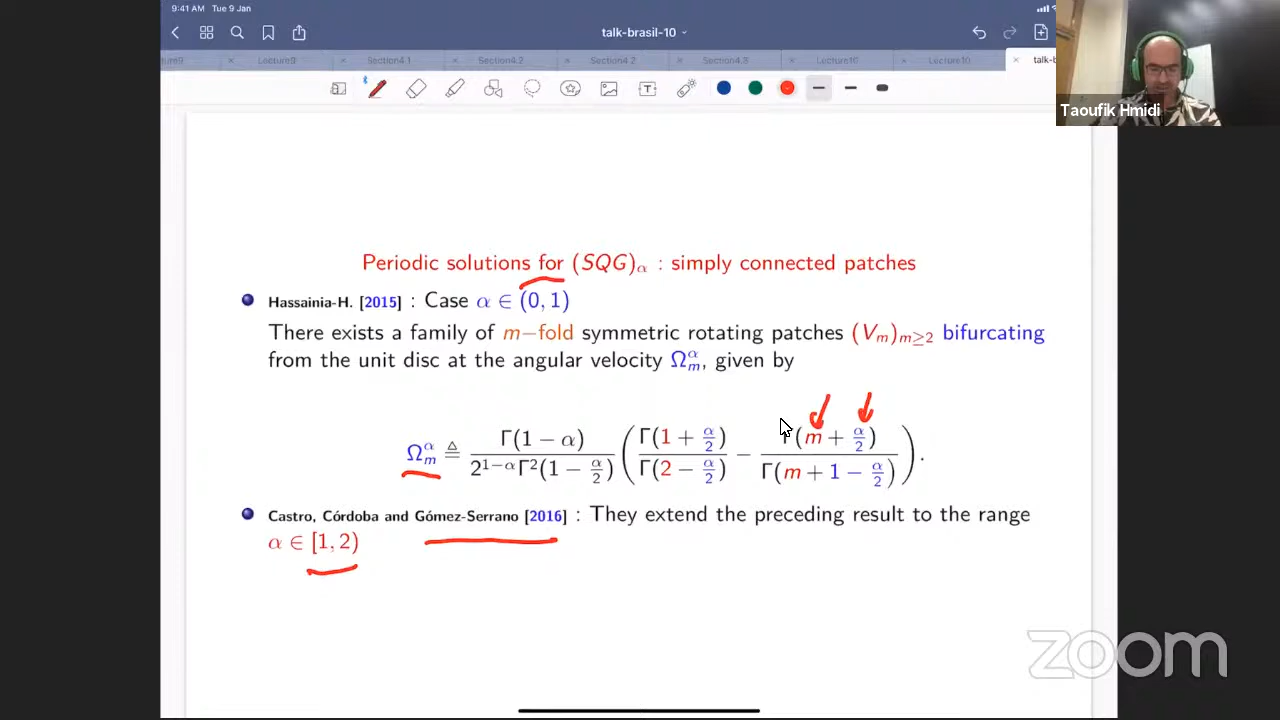 9:41 AM Tue 9 Jan
talk-brasil-10
Lecture9
Section4.1
Section4.2
Section4.2
Section4.3
Lecture10
Lecture10
Taoufik Hmidi
Periodic solutions for (SQG)α : simply connected patches
Hassainia-H. [2015] : Case α ∈ (0, 1)
There exists a family of m−fold symmetric rotating patches (Vm)m≥2 bifurcating
from the unit disc at the angular velocity Ω^α_m, given by
Ω^α_m ≜ Γ(1 − α) / 2^{1−α}Γ²(1 − α/2) ( Γ(1 + α/2) / Γ(2 − α/2) − Γ(m + α/2) / Γ(m + 1 − α/2) ) .
Castro, Córdoba and Gómez-Serrano [2016] : They extend the preceding result to the range
α ∈ [1, 2)
zoom